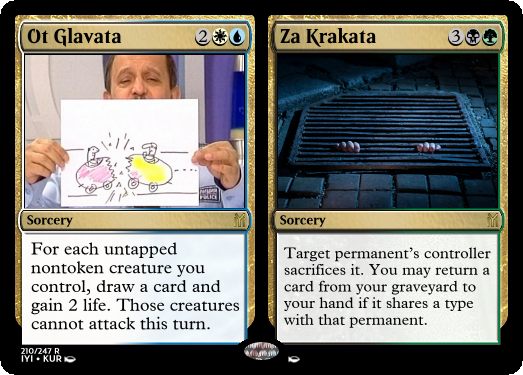 Ot Glavata 2
Sorcery
For each untapped
nontoken creature you
control, draw a card and
gain 2 life. Those creatures
cannot attack this turn.
210/247 R
IYI • KUR
Za Krakata 3
Sorcery
Target permanent's controller
sacrifices it. You may return a
card from your graveyard to
your hand if it shares a type
with that permanent.